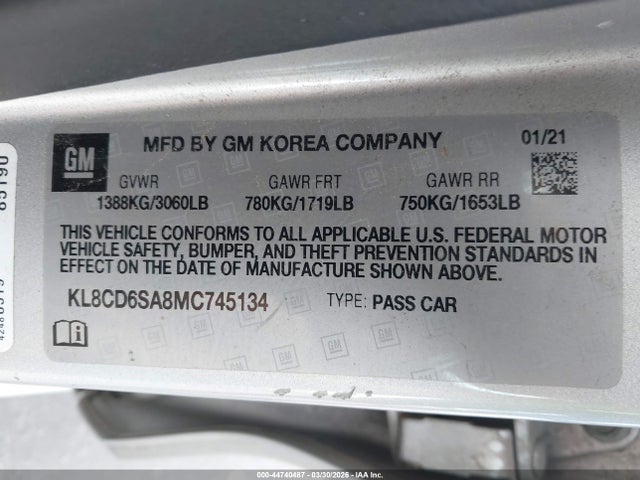 GM
MFD BY GM KOREA COMPANY
01/21
GVWR
GAWR FRT
GAWR RR
1388KG/3060LB
780KG/1719LB
750KG/1653LB
THIS VEHICLE CONFORMS TO ALL APPLICABLE U.S. FEDERAL MOTOR
VEHICLE SAFETY, BUMPER, AND THEFT PREVENTION STANDARDS IN
EFFECT ON THE DATE OF MANUFACTURE SHOWN ABOVE.
KL8CD6SA8MC745134
TYPE: PASS CAR
000-44740487 | 03/30/2026 | IAA Inc.